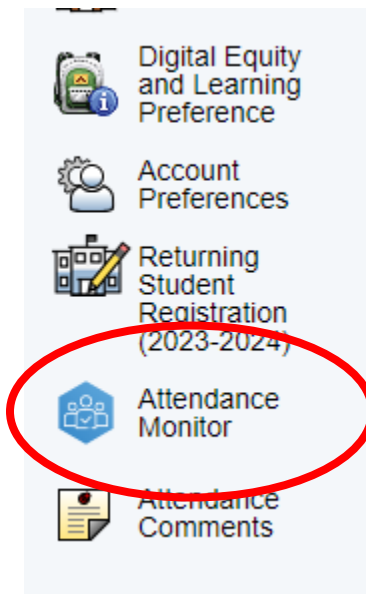 Digital Equity
and Learning
Preference
Account
Preferences
Returning
Student
Registration
(2023-2024)
Attendance
Monitor
Attendance
Comments